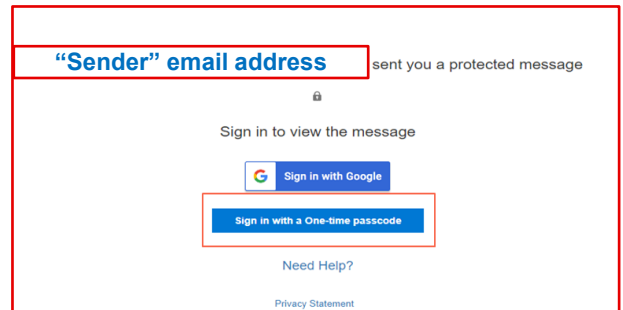 “Sender” email address sent you a protected message
Sign in to view the message
G Sign in with Google
Sign in with a One-time passcode
Need Help?
Privacy Statement